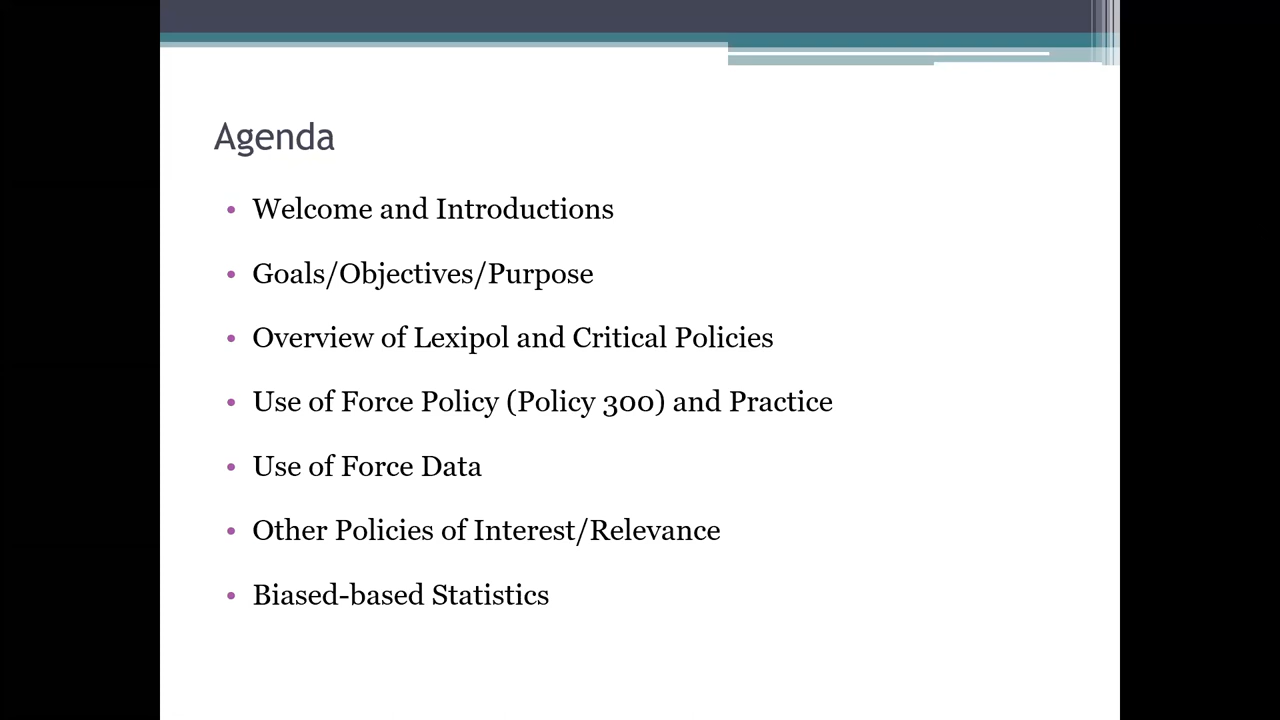 Agenda
• Welcome and Introductions
• Goals/Objectives/Purpose
• Overview of Lexipol and Critical Policies
• Use of Force Policy (Policy 300) and Practice
• Use of Force Data
• Other Policies of Interest/Relevance
• Biased-based Statistics